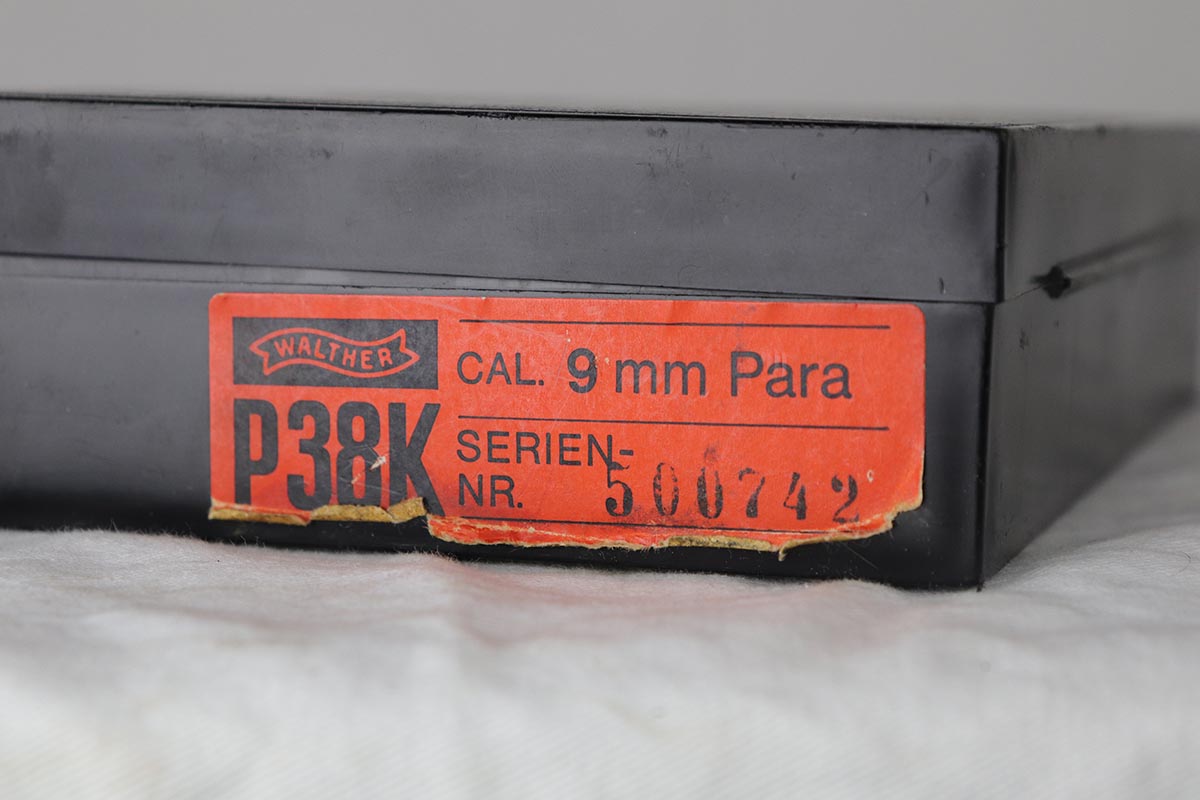 WALTHER
P38K
CAL. 9 mm Para
SERIEN-
NR. 500742